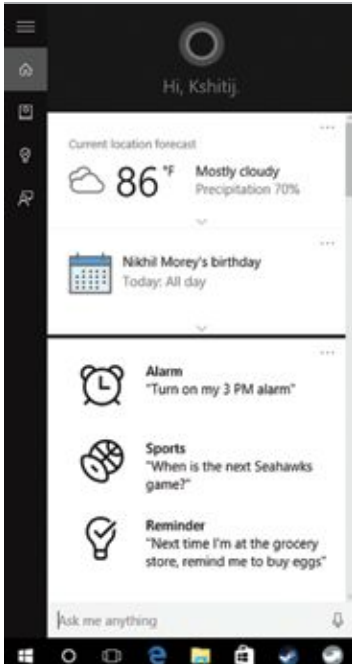 Hi, Kshitij.
Current location forecast
86 °F
Mostly cloudy
Precipitation 70%
Nikhil Morey's birthday
Today: All day
Alarm
"Turn on my 3 PM alarm"
Sports
"When is the next Seahawks
game?"
Reminder
"Next time I'm at the grocery
store, remind me to buy eggs"
Ask me anything